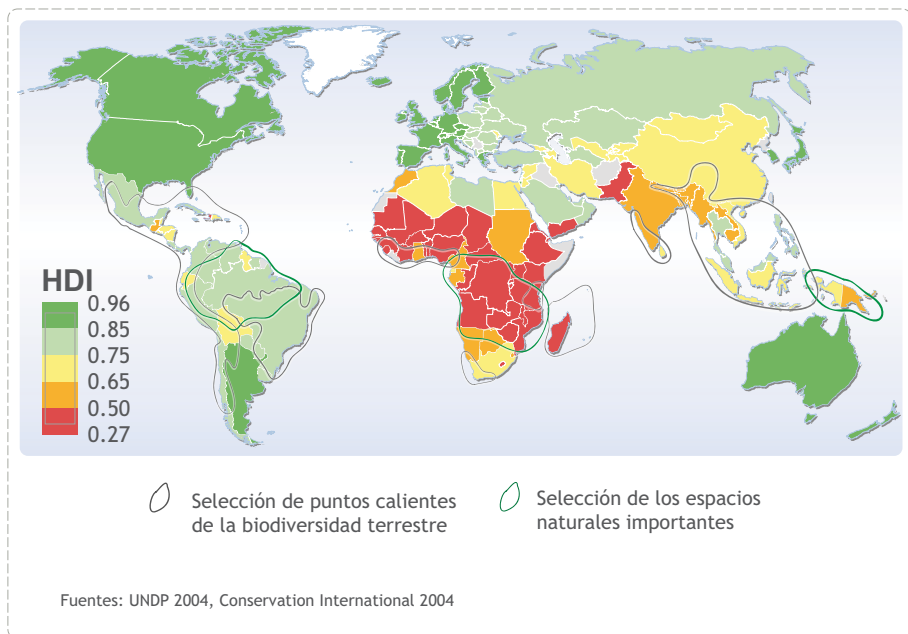 HDI
0.96
0.85
0.75
0.65
0.50
0.27
Selección de puntos calientes
de la biodiversidad terrestre
Selección de los espacios
naturales importantes
Fuentes: UNDP 2004, Conservation International 2004